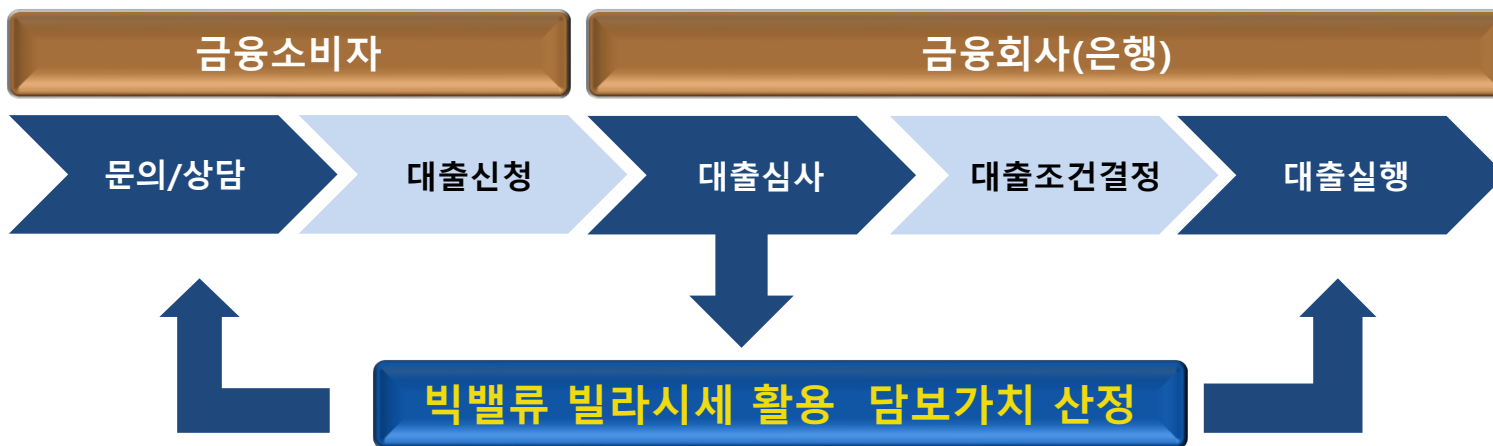 금융소비자
금융회사(은행)
문의/상담
대출신청
대출심사
대출조건결정
대출실행
빅밸류 빌라시세 활용 담보가치 산정